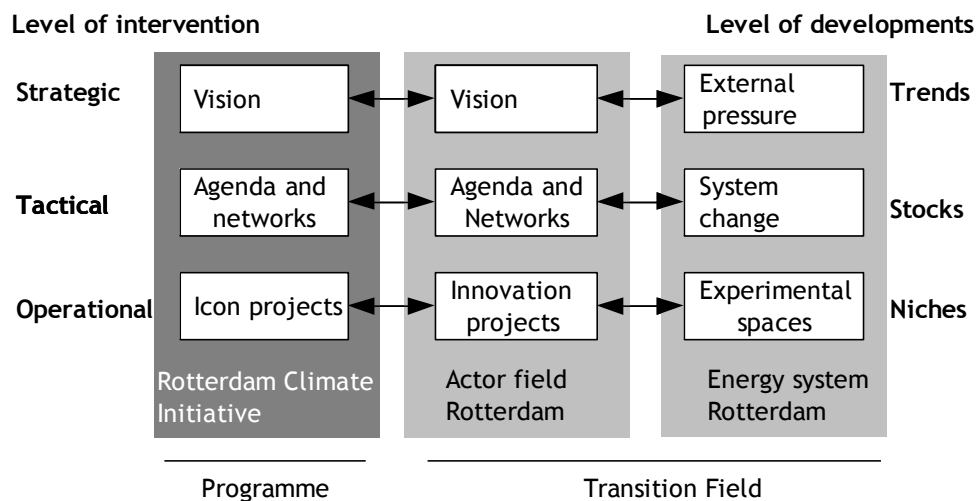 Level of intervention
Level of developments
Strategic
Vision
Vision
External
pressure
Trends
Tactical
Agenda and
networks
Agenda and
Networks
System
change
Stocks
Operational
Icon projects
Innovation
projects
Experimental
spaces
Niches
Rotterdam Climate
Initiative
Actor field
Rotterdam
Energy system
Rotterdam
Programme
Transition Field